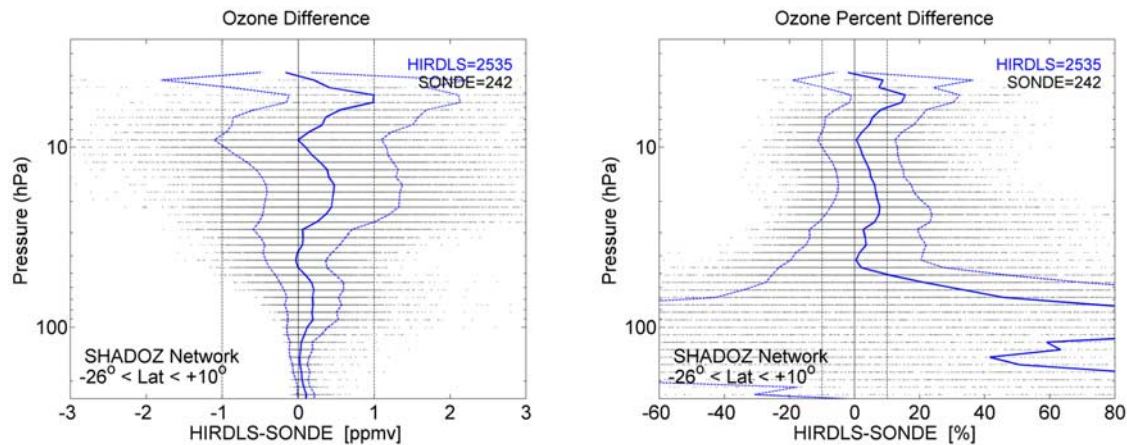 Ozone Difference
HIRDLS=2535
SONDE=242
10
100
Pressure (hPa)
SHADOZ Network
-26° < Lat < +10°
-3 -2 -1 0 1 2 3
HIRDLS-SONDE [ppmv]
Ozone Percent Difference
HIRDLS=2535
SONDE=242
10
100
Pressure (hPa)
SHADOZ Network
-26° < Lat < +10°
-60 -40 -20 0 20 40 60 80
HIRDLS-SONDE [%]